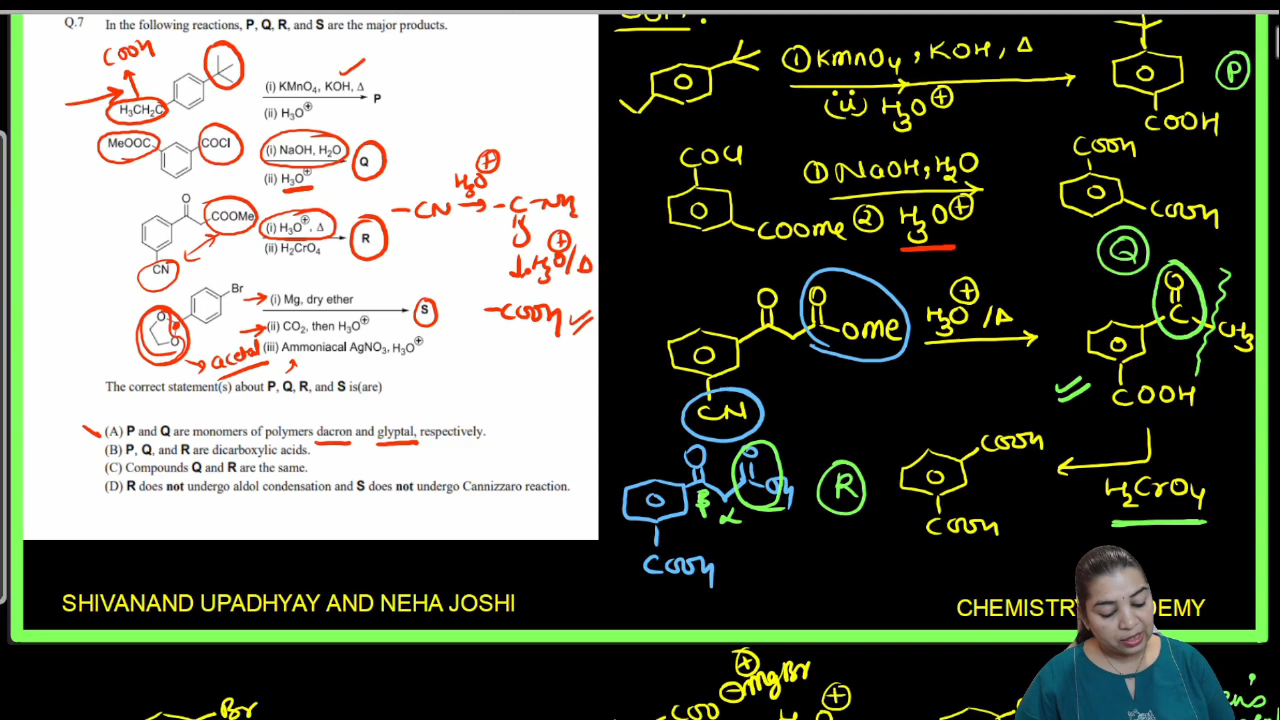 Q.7 In the following reactions, P, Q, R, and S are the major products.
COOH
H₃CH₂C
(i) KMnO₄, KOH, Δ
(ii) H₃O⊕
P
MeOOC
COCl
(i) NaOH, H₂O
(ii) H₃O⊕
Q
O
COOMe
CN
(i) H₃O⊕, Δ
(ii) H₂CrO₄
R
-CN H₃O⊕ -C-NH₂
H₃O⊕/Δ
-COOH
Br
O
O
acetal
(i) Mg, dry ether
(ii) CO₂, then H₃O⊕
(iii) Ammoniacal AgNO₃, H₃O⊕
S
The correct statement(s) about P, Q, R, and S is(are)
(A) P and Q are monomers of polymers dacron and glyptal, respectively.
(B) P, Q, and R are dicarboxylic acids.
(C) Compounds Q and R are the same.
(D) R does not undergo aldol condensation and S does not undergo Cannizzaro reaction.
① KMnO₄, KOH, Δ
(ii) H₃O⊕
COOH
P
COCl
COOMe
① NaOH, H₂O
② H₃O⊕
COOH
COOH
Q
O
O
OMe
CN
H₃O⊕/Δ
O
C
CH₃
COOH
H₂CrO₄
COOH
COOH
R
O
O
OH
β α
COOH
SHIVANAND UPADHYAY AND NEHA JOSHI
Br
COO⊖MgBr⊕